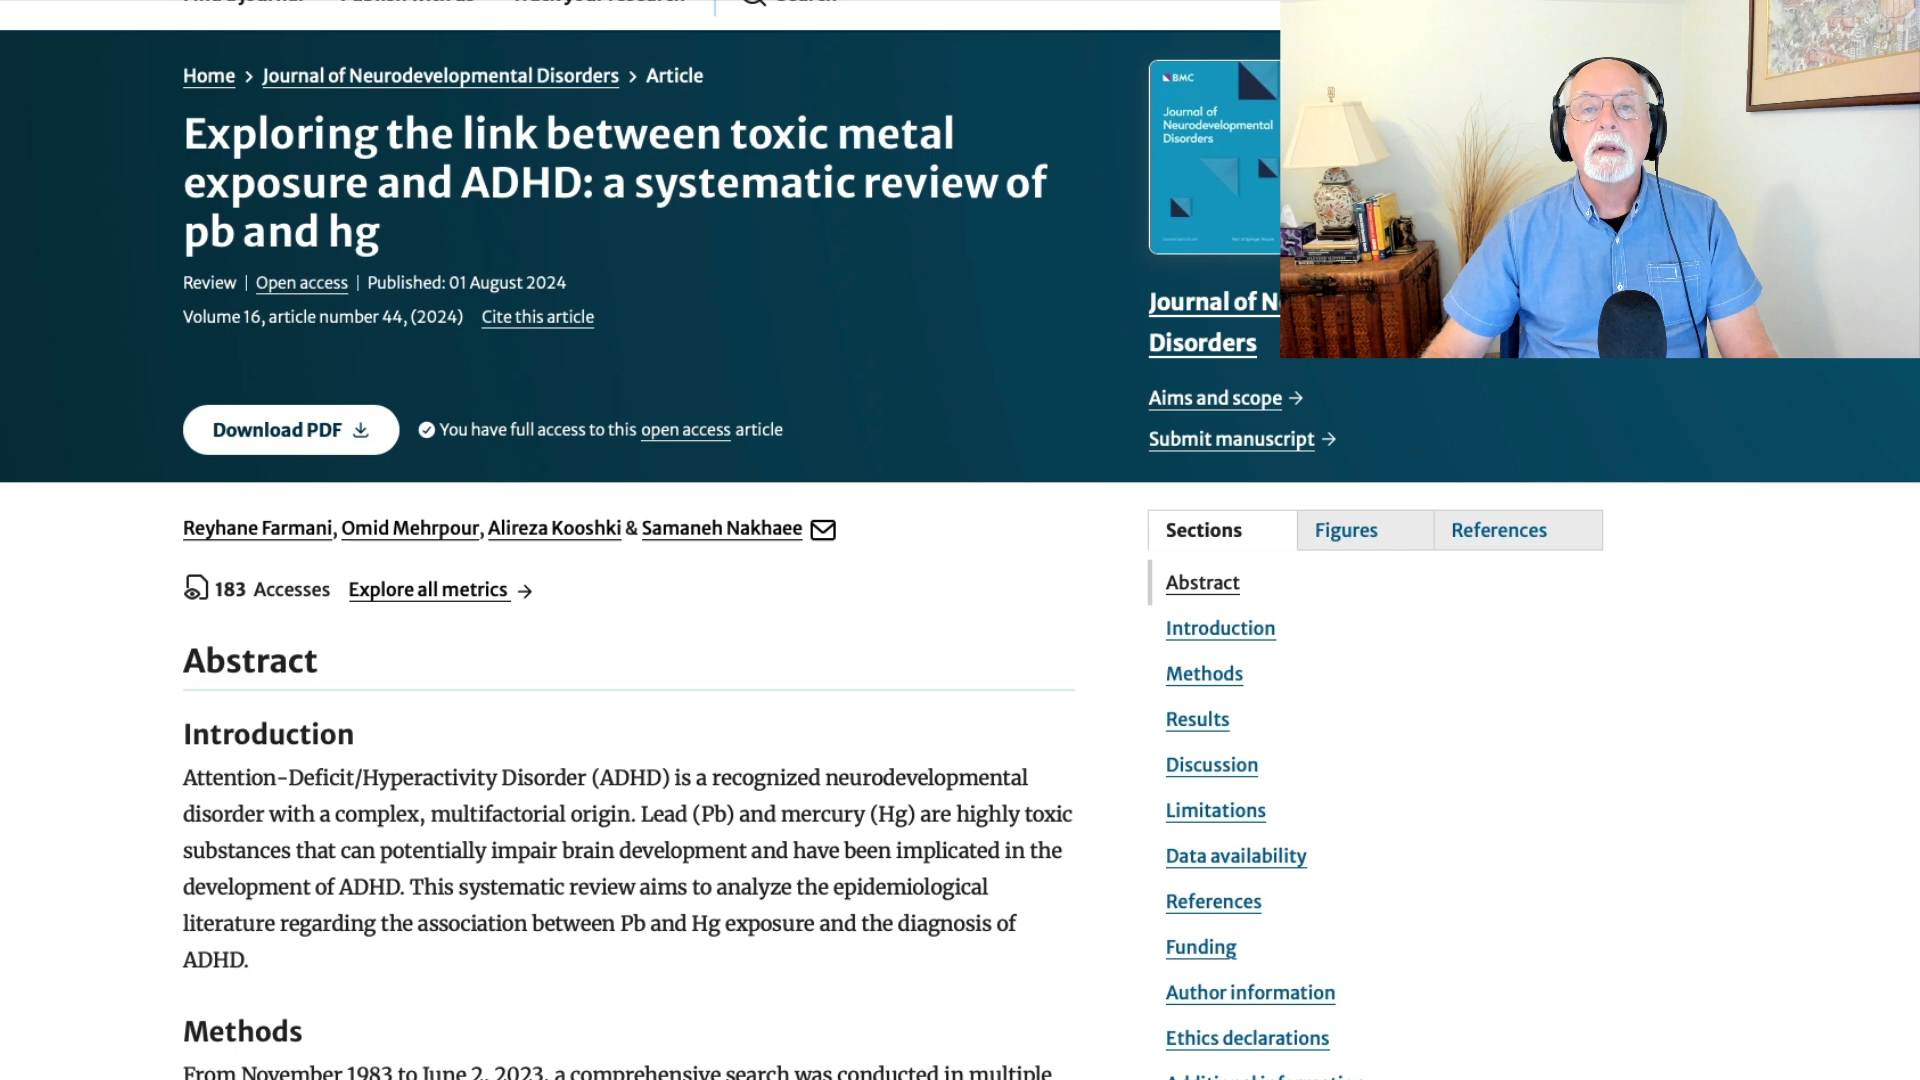 Home > Journal of Neurodevelopmental Disorders > Article
Exploring the link between toxic metal
exposure and ADHD: a systematic review of
pb and hg
Review | Open access | Published: 01 August 2024
Volume 16, article number 44, (2024) Cite this article
Download PDF
You have full access to this open access article
BMC
Journal of
Neurodevelopmental
Disorders
Journal of N
Disorders
Aims and scope →
Submit manuscript →
Reyhane Farmani, Omid Mehrpour, Alireza Kooshki & Samaneh Nakhaee
183 Accesses Explore all metrics →
Abstract
Introduction
Attention-Deficit/Hyperactivity Disorder (ADHD) is a recognized neurodevelopmental
disorder with a complex, multifactorial origin. Lead (Pb) and mercury (Hg) are highly toxic
substances that can potentially impair brain development and have been implicated in the
development of ADHD. This systematic review aims to analyze the epidemiological
literature regarding the association between Pb and Hg exposure and the diagnosis of
ADHD.
Methods
From November 1983 to June 2, 2023, a comprehensive search was conducted in multiple
Sections Figures References
Abstract
Introduction
Methods
Results
Discussion
Limitations
Data availability
References
Funding
Author information
Ethics declarations